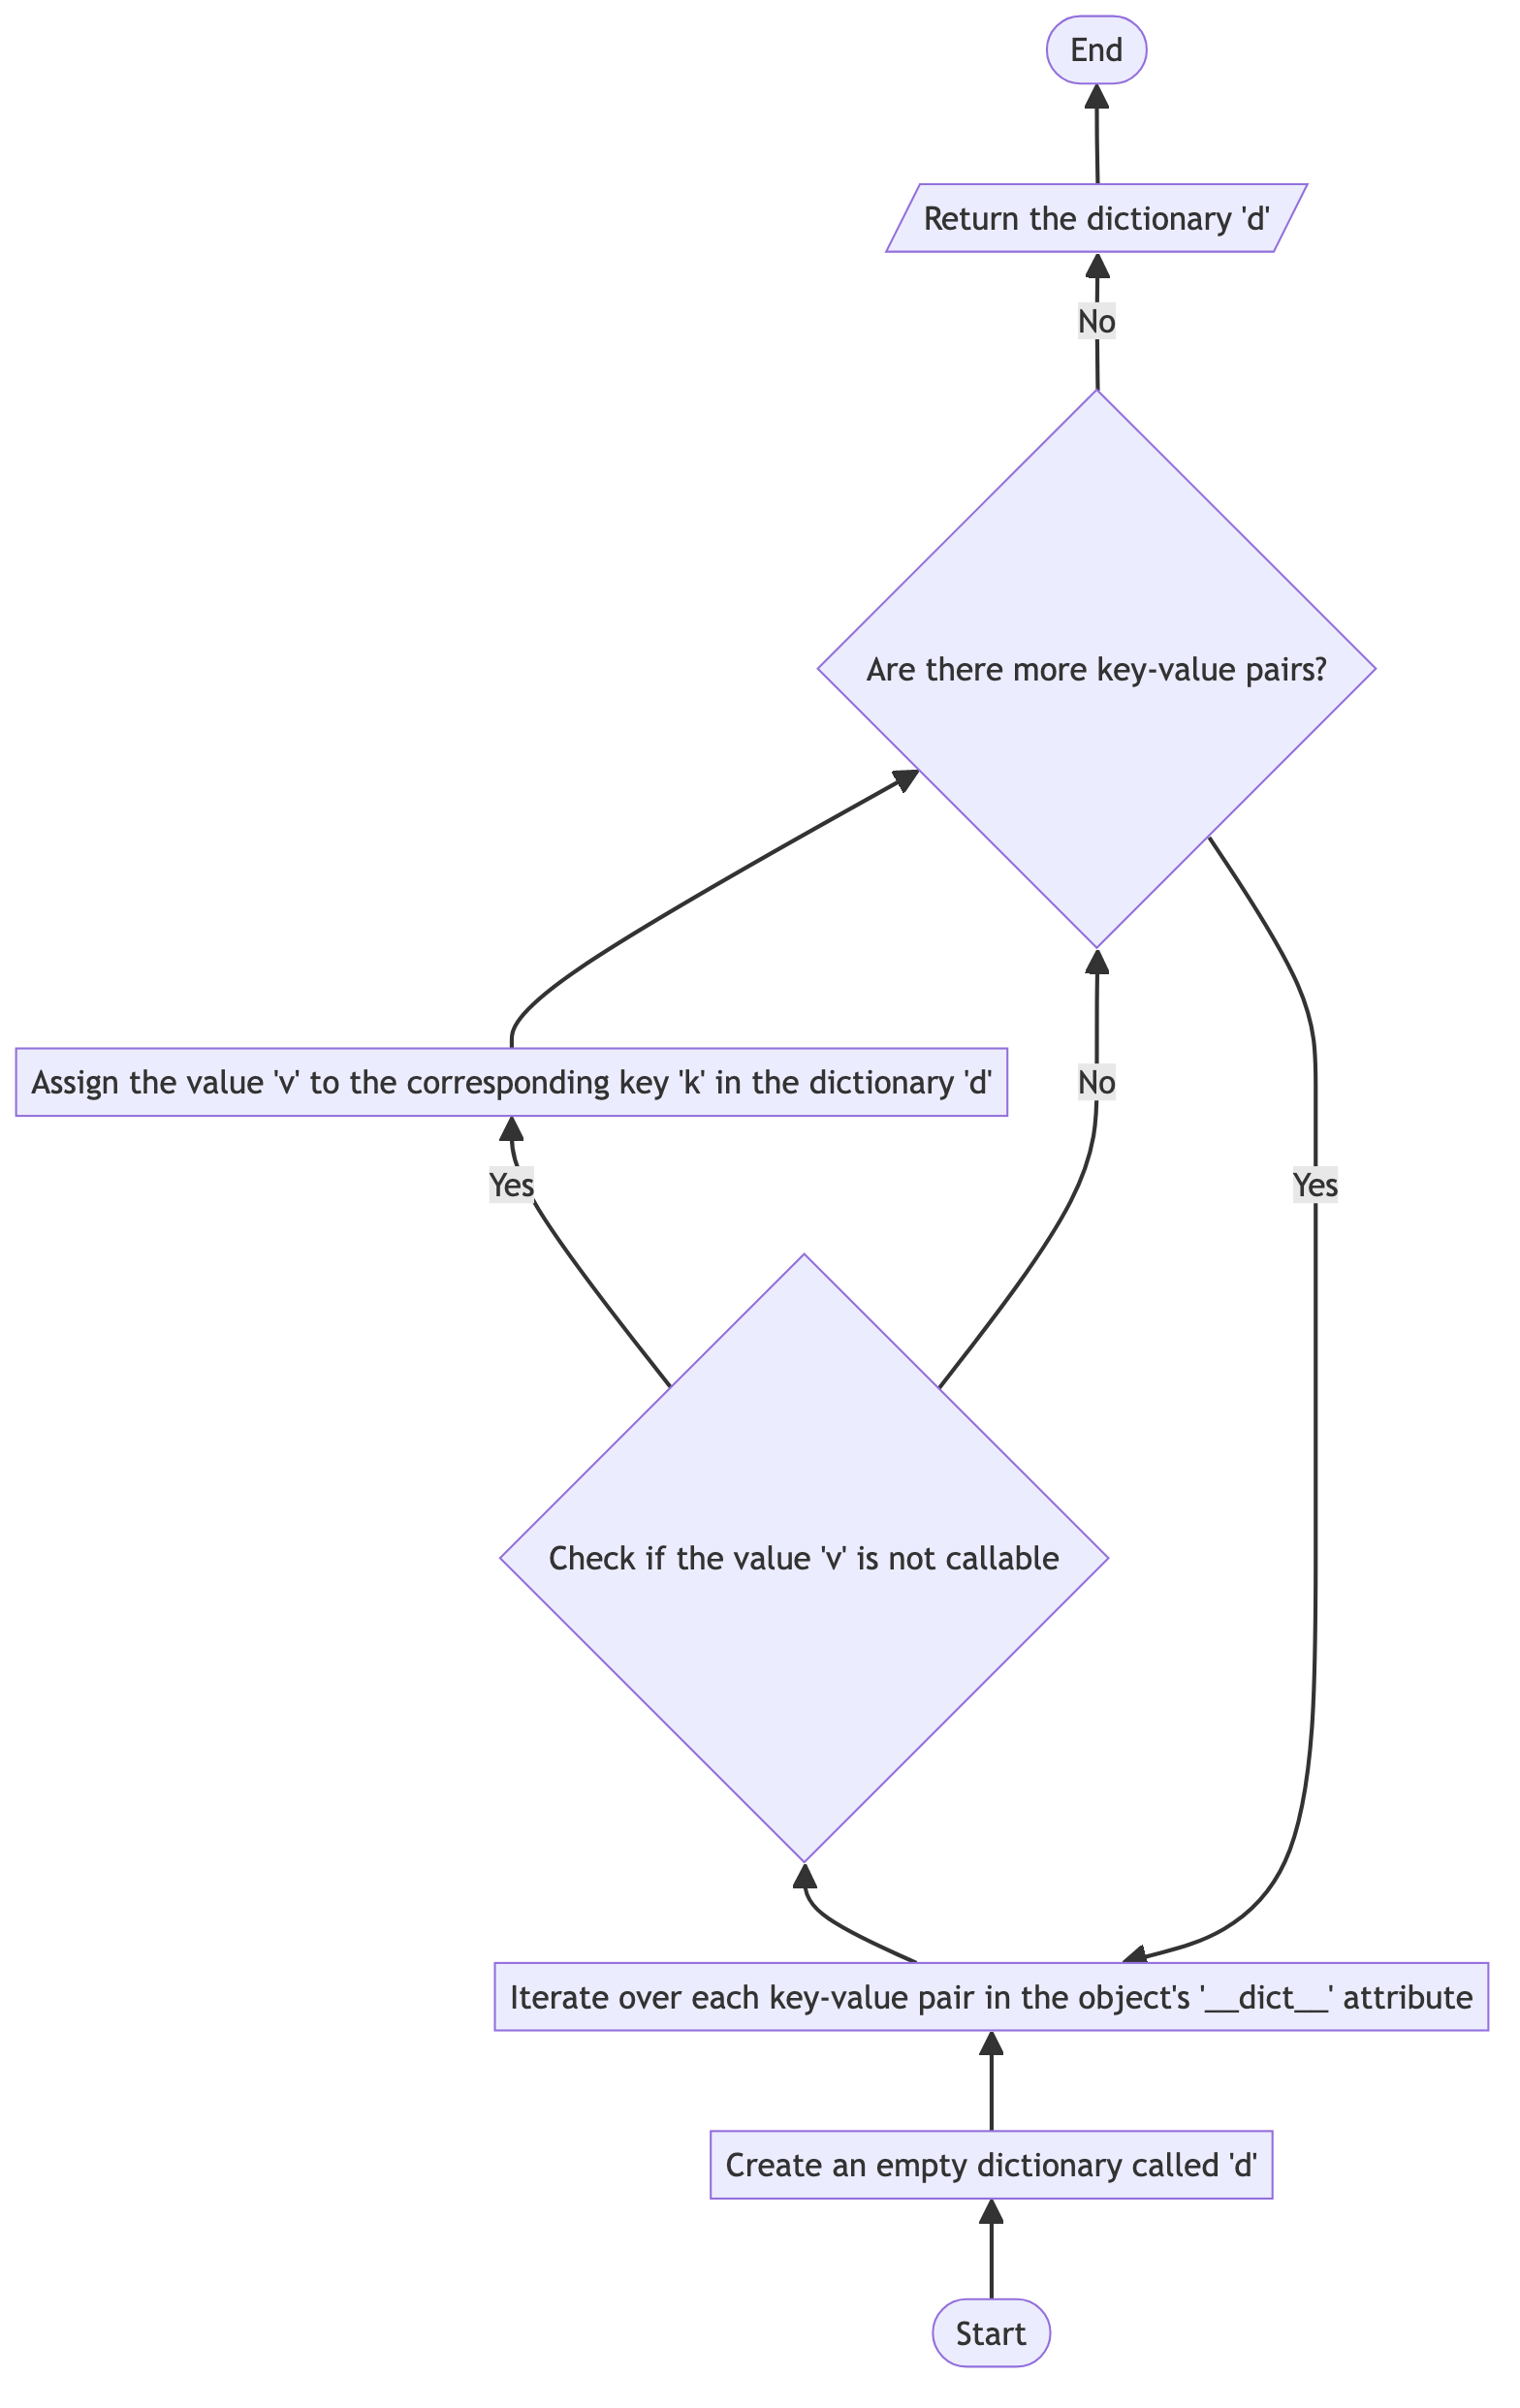 End
Return the dictionary 'd'
No
Are there more key-value pairs?
Assign the value 'v' to the corresponding key 'k' in the dictionary 'd'
No
Yes
Yes
Check if the value 'v' is not callable
Iterate over each key-value pair in the object's '__dict__' attribute
Create an empty dictionary called 'd'
Start